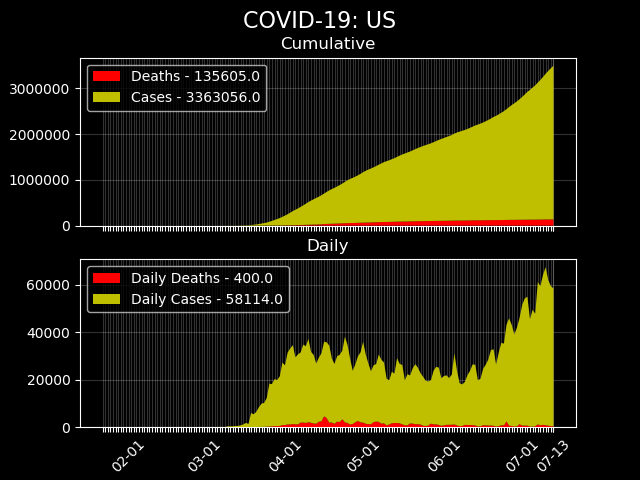 COVID-19: US
Cumulative
Deaths - 135605.0
Cases - 3363056.0
3000000
2000000
1000000
0
Daily
Daily Deaths - 400.0
Daily Cases - 58114.0
60000
40000
20000
0
02-01 03-01 04-01 05-01 06-01 07-01 07-13